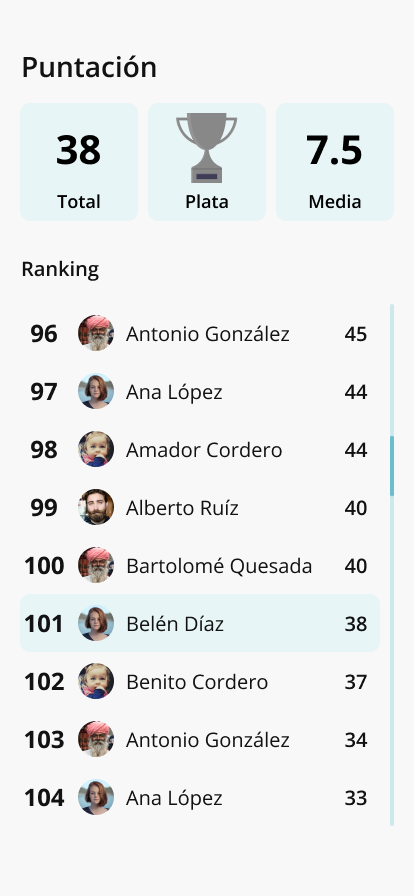 Puntación
38 7.5
Total Plata Media
Ranking
96 Antonio González 45
97 Ana López 44
98 Amador Cordero 44
99 Alberto Ruíz 40
100 Bartolomé Quesada 40
101 Belén Díaz 38
102 Benito Cordero 37
103 Antonio González 34
104 Ana López 33